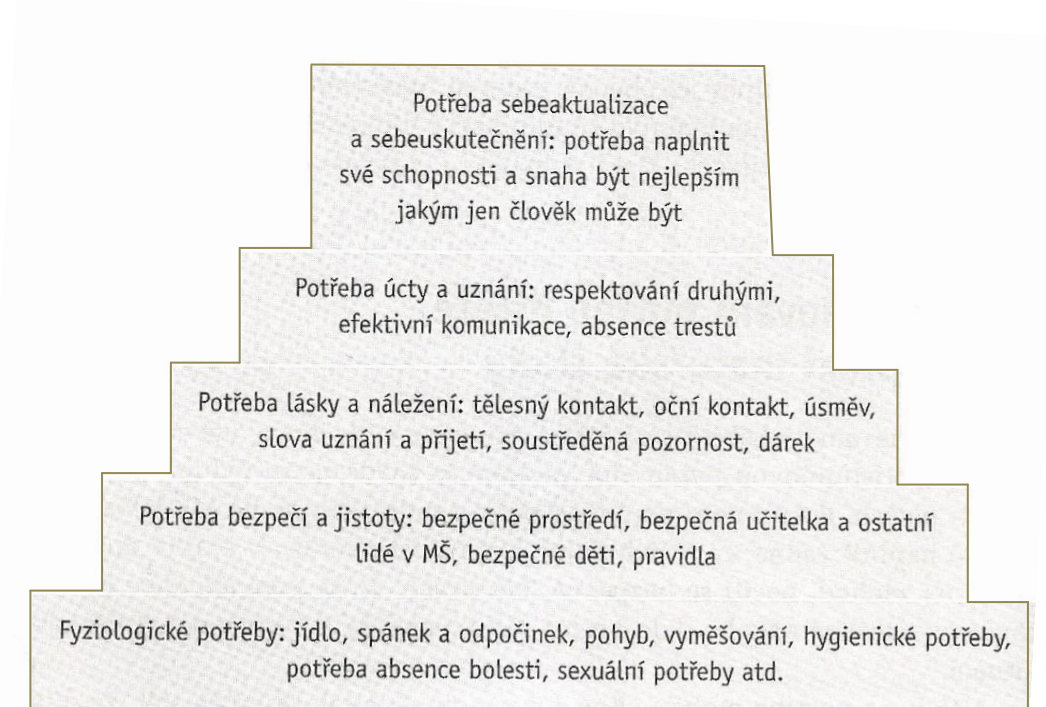 Potřeba sebeaktualizace
a sebeuskutečnění: potřeba naplnit
své schopnosti a snaha být nejlepším
jakým jen člověk může být
Potřeba úcty a uznání: respektování druhými,
efektivní komunikace, absence trestů
Potřeba lásky a náležení: tělesný kontakt, oční kontakt, úsměv,
slova uznání a přijetí, soustředěná pozornost, dárek
Potřeba bezpečí a jistoty: bezpečné prostředí, bezpečná učitelka a ostatní
lidé v MŠ, bezpečné děti, pravidla
Fyziologické potřeby: jídlo, spánek a odpočinek, pohyb, vyměšování, hygienické potřeby,
potřeba absence bolesti, sexuální potřeby atd.